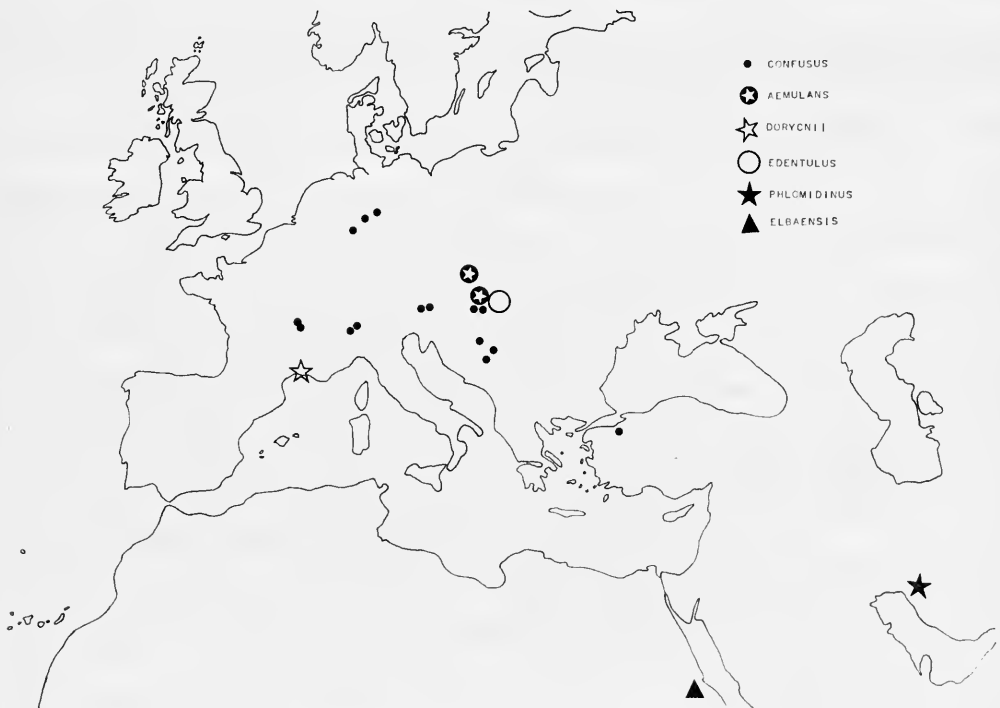 CONFUSUS
AEMULANS
DORYCNII
EDENTULUS
PHLOMIDINUS
ELBAENSIS